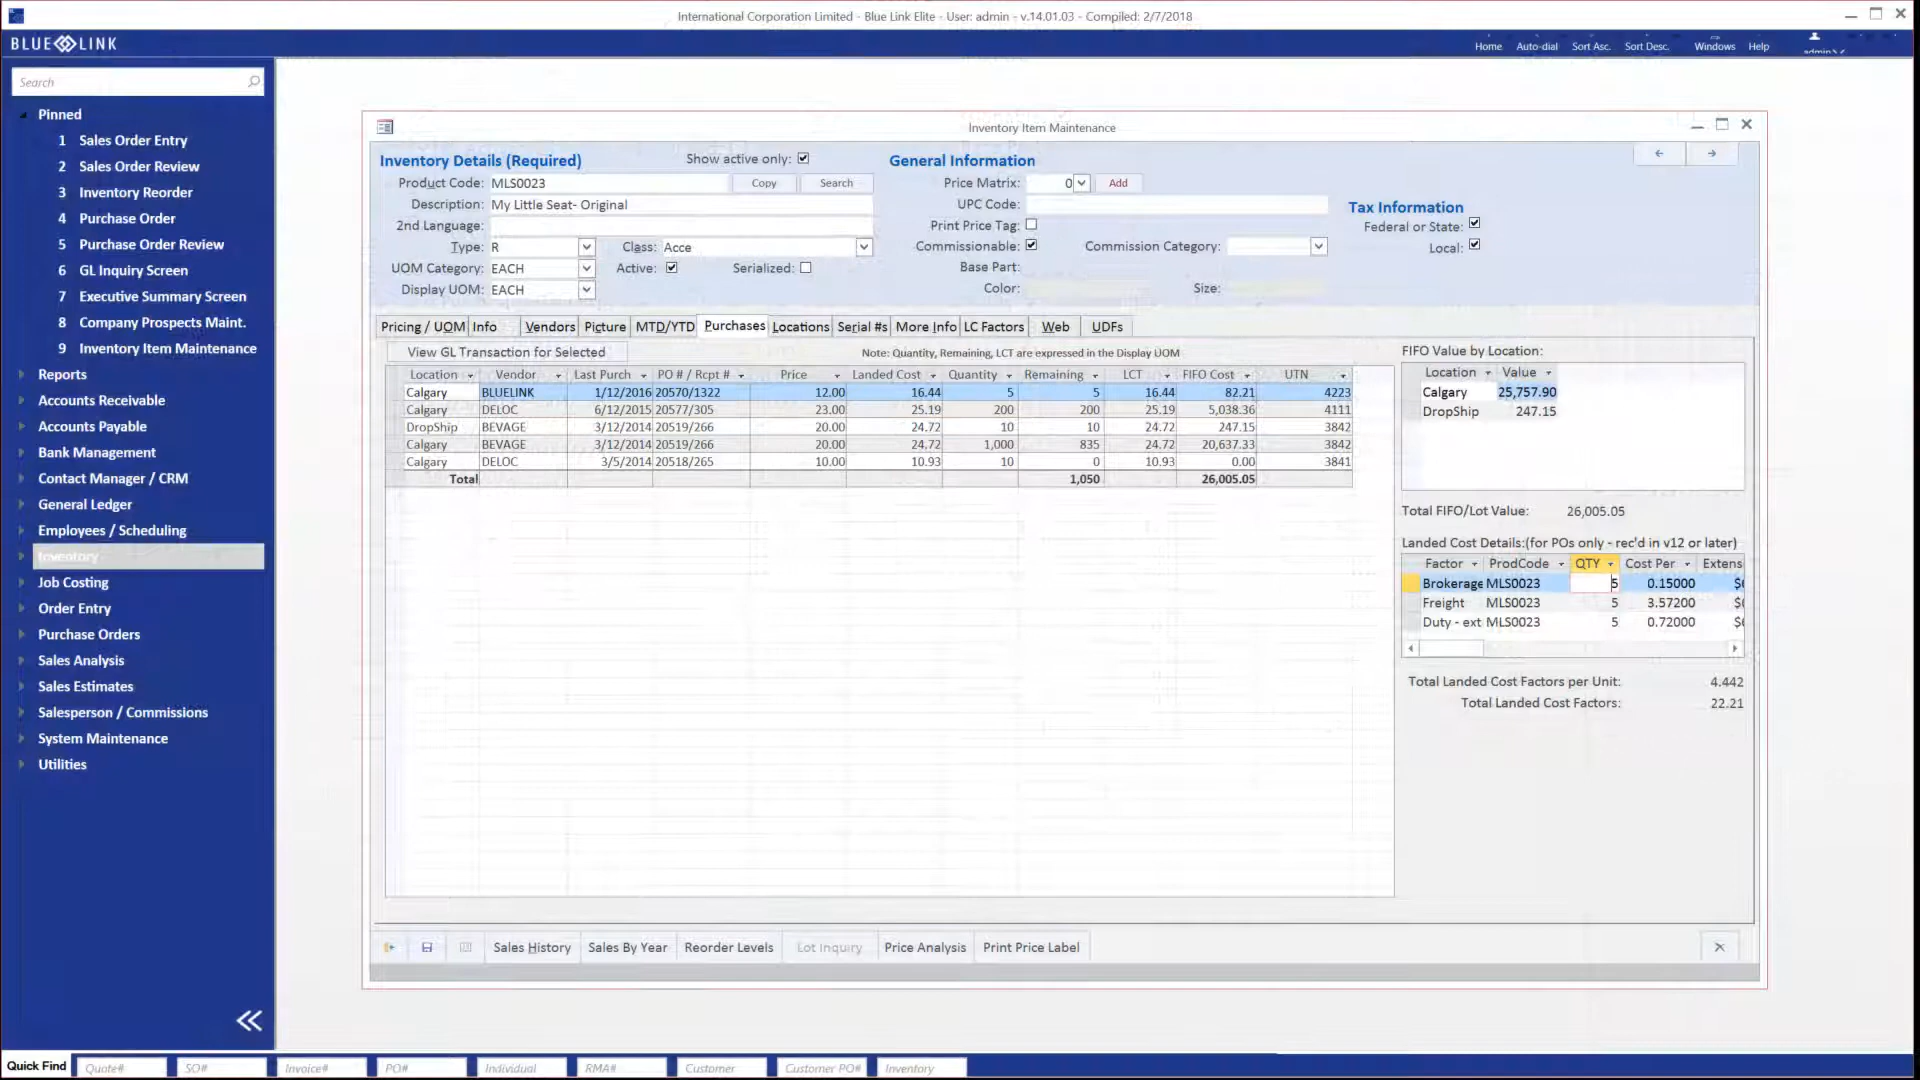 International Corporation Limited - Blue Link Elite - User: admin - v.14.01.03 - Compiled: 2/7/2018
BLUE LINK
Home Auto-dial Sort Asc. Sort Desc. Windows Help admin
Search
Pinned
1 Sales Order Entry
2 Sales Order Review
3 Inventory Reorder
4 Purchase Order
5 Purchase Order Review
6 GL Inquiry Screen
7 Executive Summary Screen
8 Company Prospects Maint.
9 Inventory Item Maintenance
Reports
Accounts Receivable
Accounts Payable
Bank Management
Contact Manager / CRM
General Ledger
Employees / Scheduling
Inventory
Job Costing
Order Entry
Purchase Orders
Sales Analysis
Sales Estimates
Salesperson / Commissions
System Maintenance
Utilities
Inventory Item Maintenance
Inventory Details (Required) Show active only:
Product Code: MLS0023 Copy Search
Description: My Little Seat- Original
2nd Language:
Type: R Class: Acce
UOM Category: EACH Active: Serialized:
Display UOM: EACH
General Information
Price Matrix: 0 Add
UPC Code:
Print Price Tag:
Commissionable: Commission Category:
Base Part:
Color: Size:
Tax Information
Federal or State:
Local:
Pricing / UOM Info Vendors Picture MTD/YTD Purchases Locations Serial #s More Info LC Factors Web UDFs
View GL Transaction for Selected Note: Quantity, Remaining, LCT are expressed in the Display UOM
Location Vendor Last Purch PO # / Rcpt # Price Landed Cost Quantity Remaining LCT FIFO Cost UTN
Calgary BLUELINK 1/12/2016 20570/1322 12.00 16.44 5 5 16.44 82.21 4223
Calgary DELOC 6/12/2015 20577/305 23.00 25.19 200 200 25.19 5,038.36 4111
DropShip BEVAGE 3/12/2014 20519/266 20.00 24.72 10 10 24.72 247.15 3842
Calgary BEVAGE 3/12/2014 20519/266 20.00 24.72 1,000 835 24.72 20,637.33 3842
Calgary DELOC 3/5/2014 20518/265 10.00 10.93 10 0 10.93 0.00 3841
Total 1,050 26,005.05
FIFO Value by Location:
Location Value
Calgary 25,757.90
DropShip 247.15
Total FIFO/Lot Value: 26,005.05
Landed Cost Details:(for POs only - rec'd in v12 or later)
Factor ProdCode QTY Cost Per Extens
Brokerage MLS0023 5 0.15000 $
Freight MLS0023 5 3.57200 $
Duty - ext MLS0023 5 0.72000 $
Total Landed Cost Factors per Unit: 4.442
Total Landed Cost Factors: 22.21
Sales History Sales By Year Reorder Levels Lot Inquiry Price Analysis Print Price Label
Quick Find Quote# SO# Invoice# PO# Individual RMA# Customer Customer PO# Inventory